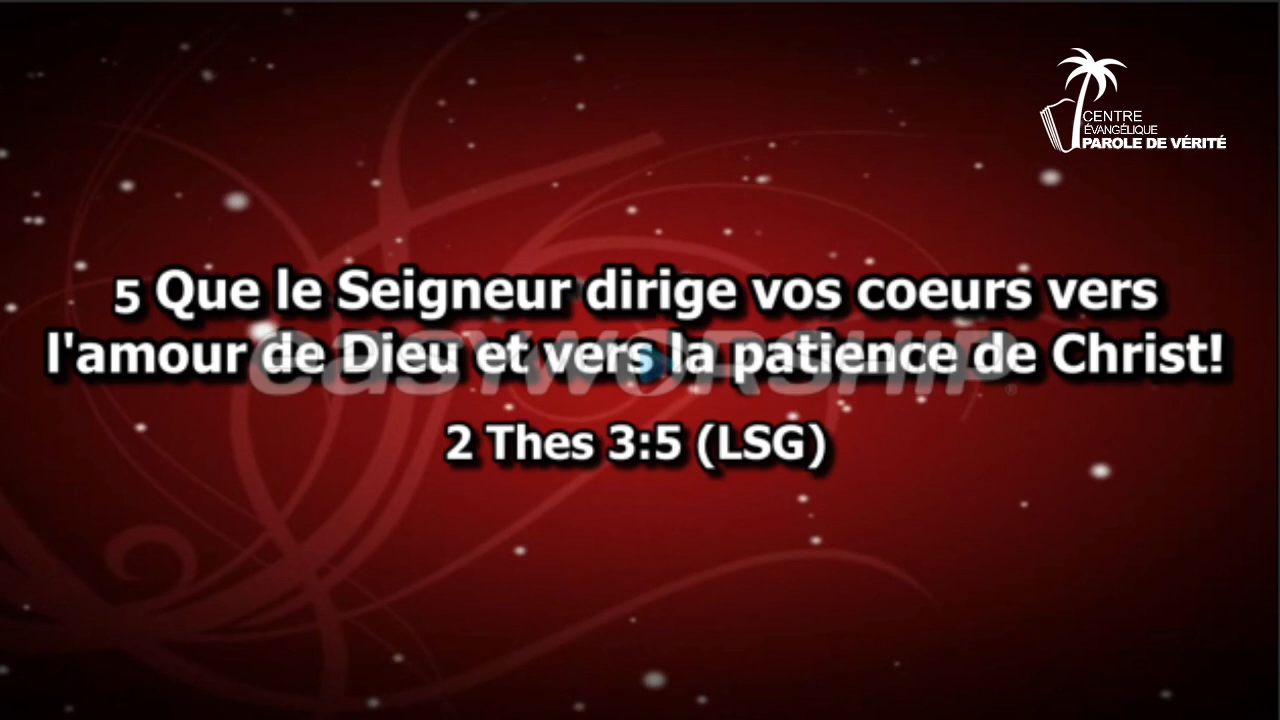 CENTRE
ÉVANGÉLIQUE
PAROLE DE VÉRITÉ
5 Que le Seigneur dirige vos coeurs vers
l'amour de Dieu et vers la patience de Christ!
easyworship®
2 Thes 3:5 (LSG)